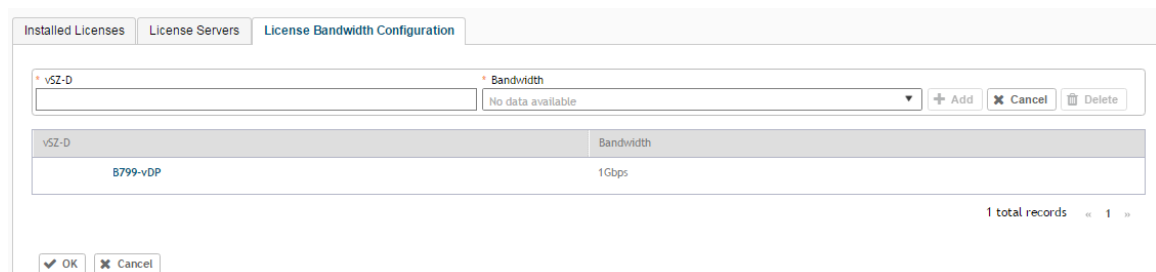 Installed Licenses License Servers License Bandwidth Configuration
* vSZ-D * Bandwidth
No data available ▼ + Add ✖ Cancel Delete
vSZ-D Bandwidth
B799-vDP 1Gbps
1 total records « 1 »
✔ OK ✖ Cancel